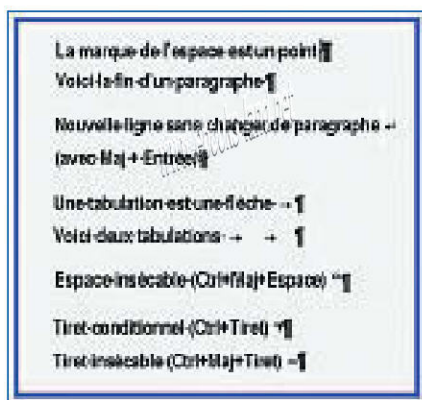 La marque de l'espace est un point¶
Voici·la·fin·d'un·paragraphe·¶
Nouvelle·ligne·sans·changer·de·paragraphe ↵
(avec·Maj·+·Entrée)¶
Une·tabulation·est·une·flèche·→¶
Voici·deux·tabulations·→ → ¶
Espace·insécable·(Ctrl+Maj+Espace) °¶
Tiret·conditionnel·(Ctrl+Tiret) ¬¶
Tiret·insécable·(Ctrl+Maj+Tiret) –¶